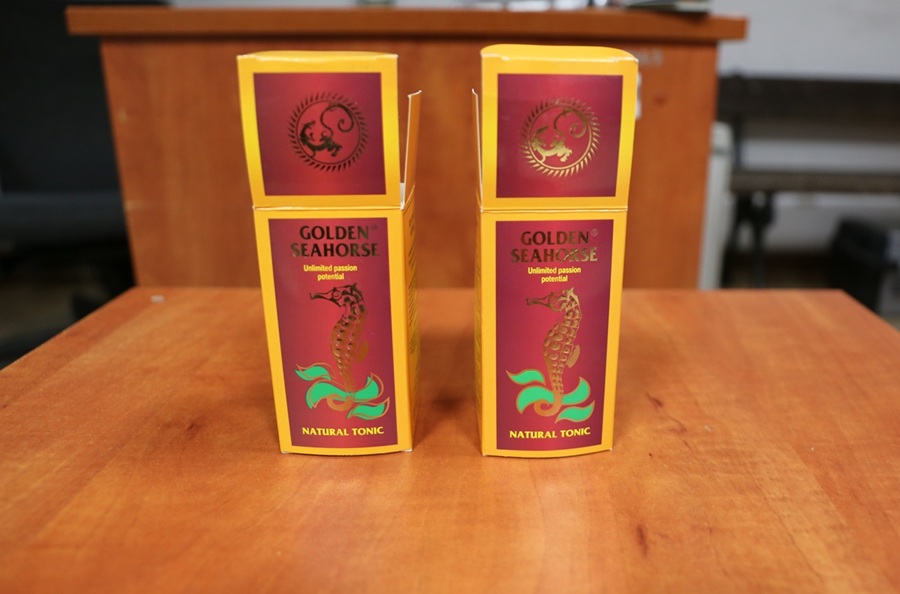 GOLDEN®
SEAHORSE
Unlimited passion
potential
NATURAL TONIC
GOLDEN®
SEAHORSE
Unlimited passion
potential
NATURAL TONIC